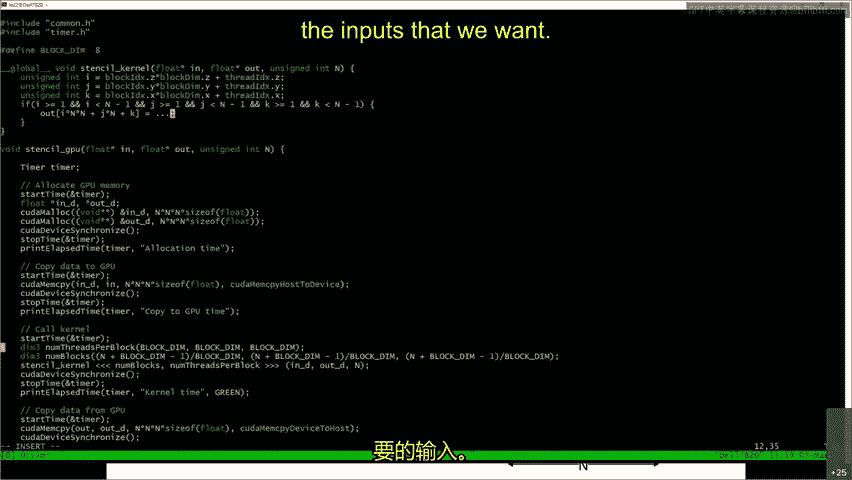 the inputs that we want.
#include "common.h"
#include "timer.h"
#define BLOCK_DIM 8
__global__ void stencil_kernel(float* in, float* out, unsigned int N) {
unsigned int i = blockIdx.z*blockDim.z + threadIdx.z;
unsigned int j = blockIdx.y*blockDim.y + threadIdx.y;
unsigned int k = blockIdx.x*blockDim.x + threadIdx.x;
if(i >= 1 && i < N - 1 && j >= 1 && j < N - 1 && k >= 1 && k < N - 1) {
out[i*N*N + j*N + k] = ...;
}
}
void stencil_gpu(float* in, float* out, unsigned int N) {
Timer timer;
// Allocate GPU memory
startTime(&timer);
float *in_d, *out_d;
cudaMalloc((void**) &in_d, N*N*N*sizeof(float));
cudaMalloc((void**) &out_d, N*N*N*sizeof(float));
cudaDeviceSynchronize();
stopTime(&timer);
printElapsedTime(timer, "Allocation time");
// Copy data to GPU
startTime(&timer);
cudaMemcpy(in_d, in, N*N*N*sizeof(float), cudaMemcpyHostToDevice);
cudaDeviceSynchronize();
stopTime(&timer);
printElapsedTime(timer, "Copy to GPU time");
// Call kernel
startTime(&timer);
dim3 numThreadsPerBlock(BLOCK_DIM, BLOCK_DIM, BLOCK_DIM);
dim3 numBlocks((N + BLOCK_DIM - 1)/BLOCK_DIM, (N + BLOCK_DIM - 1)/BLOCK_DIM, (N + BLOCK_DIM - 1)/BLOCK_DIM);
stencil_kernel <<< numBlocks, numThreadsPerBlock >>> (in_d, out_d, N);
cudaDeviceSynchronize();
stopTime(&timer);
printElapsedTime(timer, "Kernel time", GREEN);
// Copy data from GPU
startTime(&timer);
cudaMemcpy(out, out_d, N*N*N*sizeof(float), cudaMemcpyDeviceToHost);
cudaDeviceSynchronize();
-- INSERT -- 12,35
要的输入。
N
+25